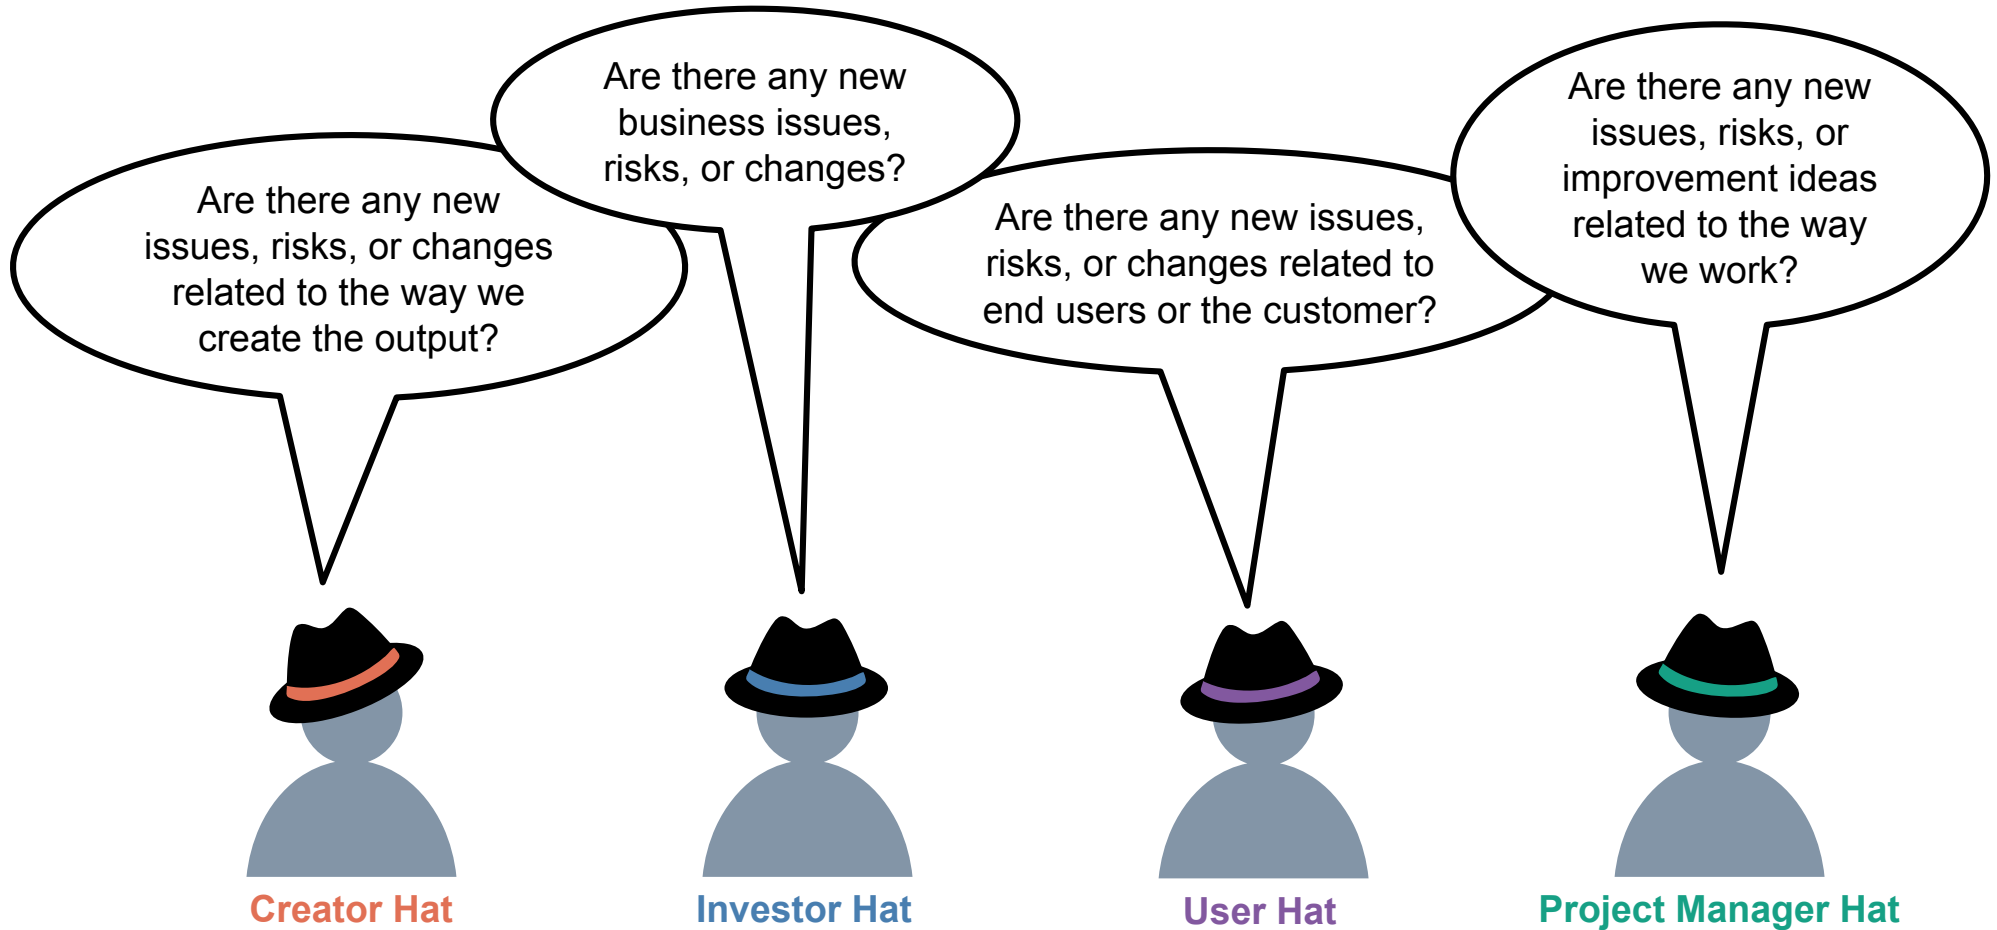 Are there any new
issues, risks, or changes
related to the way we
create the output?
Are there any new
business issues,
risks, or changes?
Are there any new issues,
risks, or changes related to
end users or the customer?
Are there any new
issues, risks, or
improvement ideas
related to the way
we work?
Creator Hat
Investor Hat
User Hat
Project Manager Hat